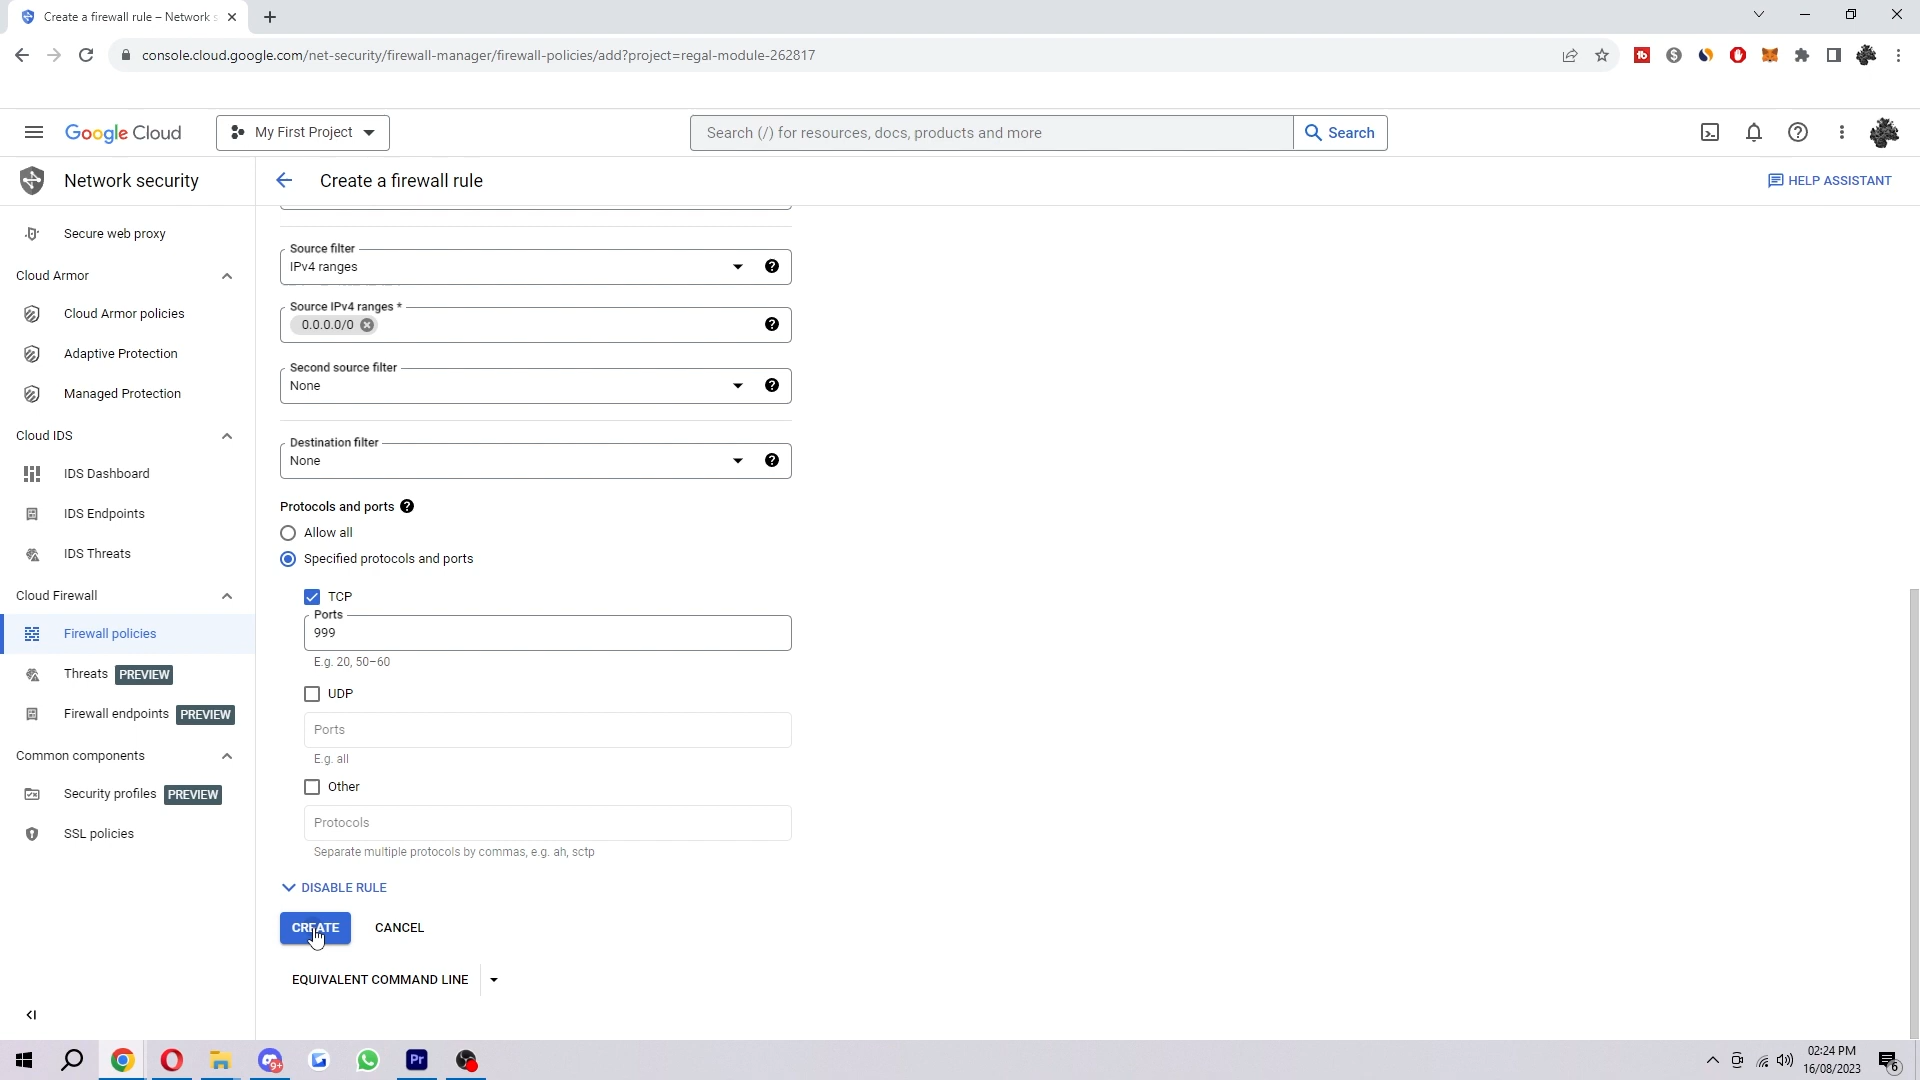 Create a firewall rule – Network s
console.cloud.google.com/net-security/firewall-manager/firewall-policies/add?project=regal-module-262817
Google Cloud
My First Project
Search (/) for resources, docs, products and more
Search
Network security
Create a firewall rule
HELP ASSISTANT
Secure web proxy
Cloud Armor
Cloud Armor policies
Adaptive Protection
Managed Protection
Cloud IDS
IDS Dashboard
IDS Endpoints
IDS Threats
Cloud Firewall
Firewall policies
Threats PREVIEW
Firewall endpoints PREVIEW
Common components
Security profiles PREVIEW
SSL policies
Source filter
IPv4 ranges
Source IPv4 ranges *
0.0.0.0/0
Second source filter
None
Destination filter
None
Protocols and ports
Allow all
Specified protocols and ports
TCP
Ports
999
E.g. 20, 50–60
UDP
Ports
E.g. all
Other
Protocols
Separate multiple protocols by commas, e.g. ah, sctp
DISABLE RULE
CREATE
CANCEL
EQUIVALENT COMMAND LINE
9+
Pr
02:24 PM
16/08/2023
6